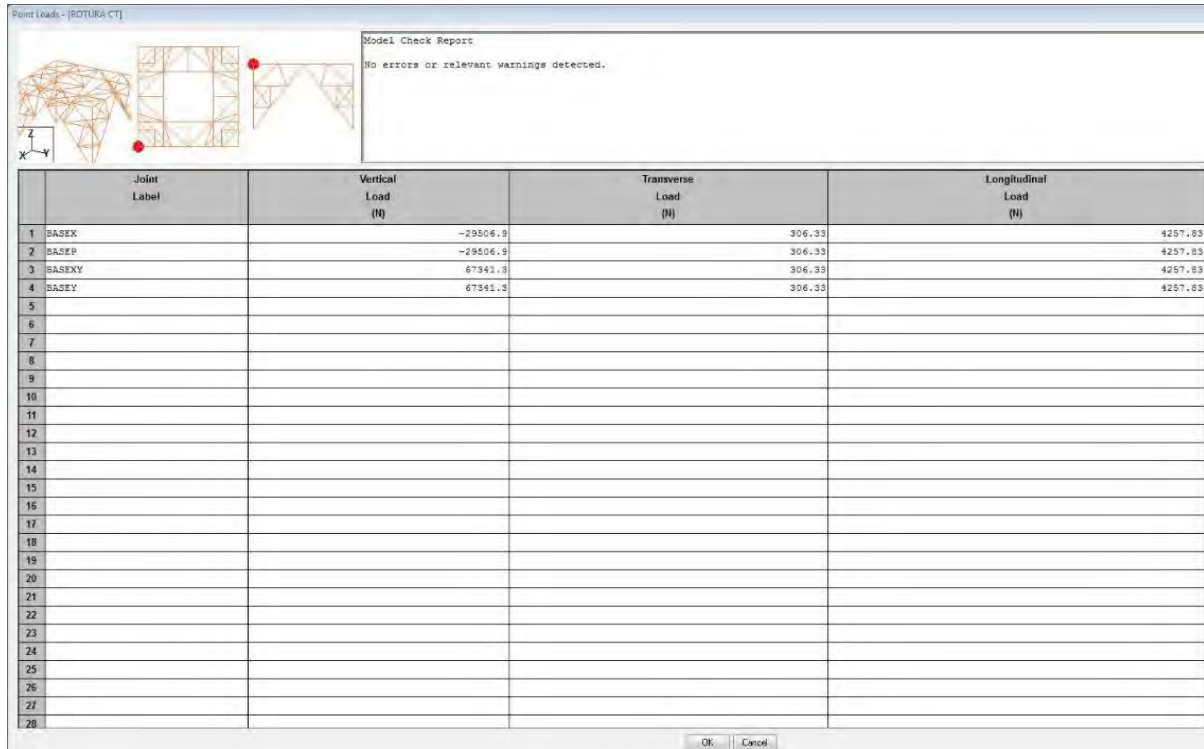 Point Loads - [ROTURA CT]
Model Check Report
No errors or relevant warnings detected.
Z
X Y
Joint Label Vertical Load (N) Transverse Load (N) Longitudinal Load (N)
1 BASEX -29506.9 306.33 4257.83
2 BASEP -29506.9 306.33 4257.83
3 BASEXY 67341.3 306.33 4257.83
4 BASEY 67341.3 306.33 4257.83
5
6
7
8
9
10
11
12
13
14
15
16
17
18
19
20
21
22
23
24
25
26
27
28
OK Cancel